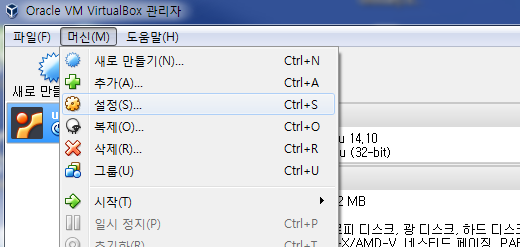 Oracle VM VirtualBox 관리자
파일(F) 머신(M) 도움말(H)
새로 만들기(N)... Ctrl+N
추가(A)... Ctrl+A
설정(S)... Ctrl+S
복제(O)... Ctrl+O
삭제(R)... Ctrl+R
그룹(U) Ctrl+U
시작(T)
일시 정지(P) Ctrl+P
초기화(R) Ctrl+T
새로 만들
u
u 14.10
u (32-bit)
2 MB
로피 디스크, 광 디스크, 하드 디스크
-X/AMD-V, 네스티드 페이징, PAE